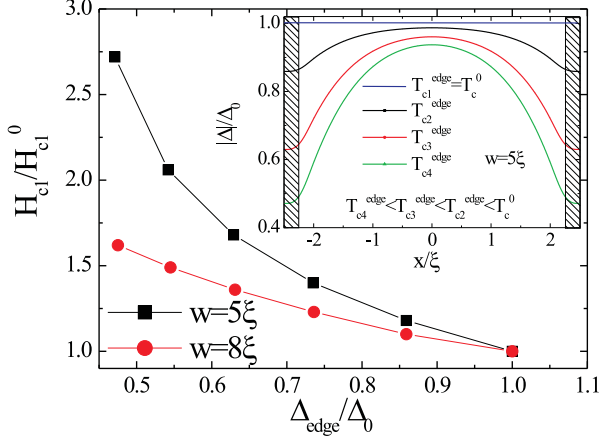 H_c1/H_c1^0
3.0
2.5
2.0
1.5
1.0
0.5
0.6
0.7
0.8
0.9
1.0
1.1
Δ_edge/Δ_0
w=5ξ
w=8ξ
|Δ|/Δ_0
1.0
0.8
0.6
0.4
-2
-1
0
1
2
x/ξ
T_c1^edge=T_c^0
T_c2^edge
T_c3^edge
T_c4^edge
w=5ξ
T_c4^edge<T_c3^edge<T_c2^edge<T_c^0